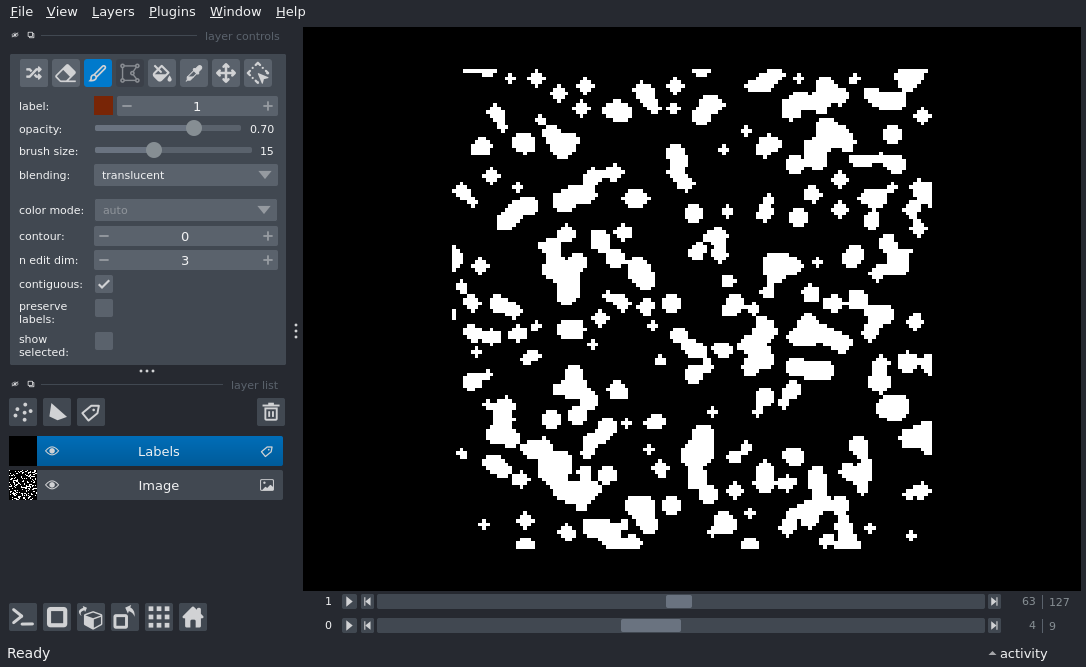 File View Layers Plugins Window Help
layer controls
label: 1
opacity: 0.70
brush size: 15
blending: translucent
color mode: auto
contour: 0
n edit dim: 3
contiguous:
preserve
labels:
show
selected:
layer list
Labels
Image
1 63 127
0 4 9
Ready activity